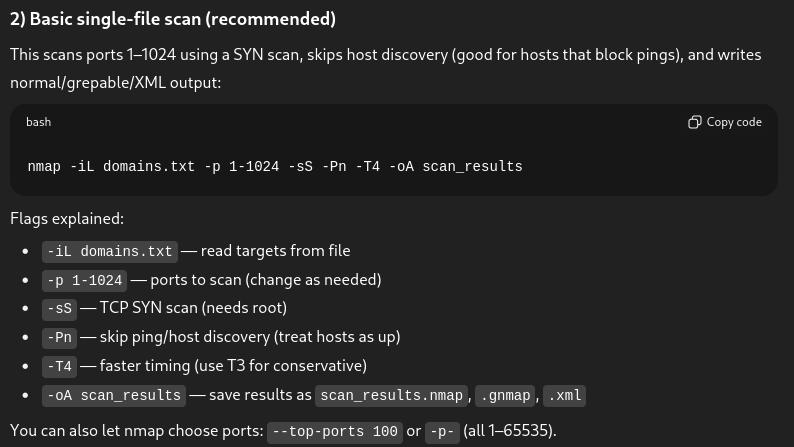 2) Basic single-file scan (recommended)
This scans ports 1–1024 using a SYN scan, skips host discovery (good for hosts that block pings), and writes
normal/grepable/XML output:
bash
Copy code
nmap -iL domains.txt -p 1-1024 -sS -Pn -T4 -oA scan_results
Flags explained:
• -iL domains.txt — read targets from file
• -p 1-1024 — ports to scan (change as needed)
• -sS — TCP SYN scan (needs root)
• -Pn — skip ping/host discovery (treat hosts as up)
• -T4 — faster timing (use T3 for conservative)
• -oA scan_results — save results as scan_results.nmap, .gnmap, .xml
You can also let nmap choose ports: --top-ports 100 or -p- (all 1–65535).